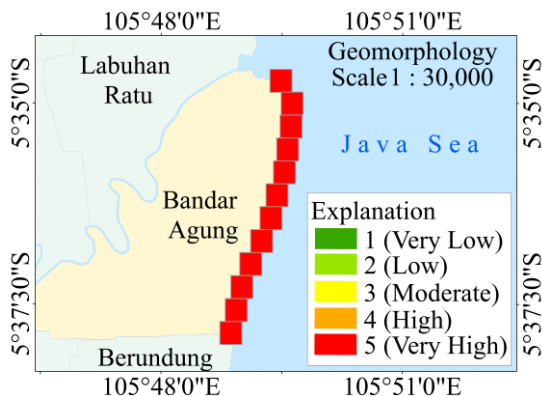 105°48'0"E
105°51'0"E
Geomorphology
Scale 1 : 30,000
Labuhan
Ratu
5°35'0"S
5°35'0"S
Java Sea
Bandar
Agung
Explanation
1 (Very Low)
2 (Low)
3 (Moderate)
4 (High)
5 (Very High)
5°37'30"S
5°37'30"S
Berundung
105°48'0"E
105°51'0"E